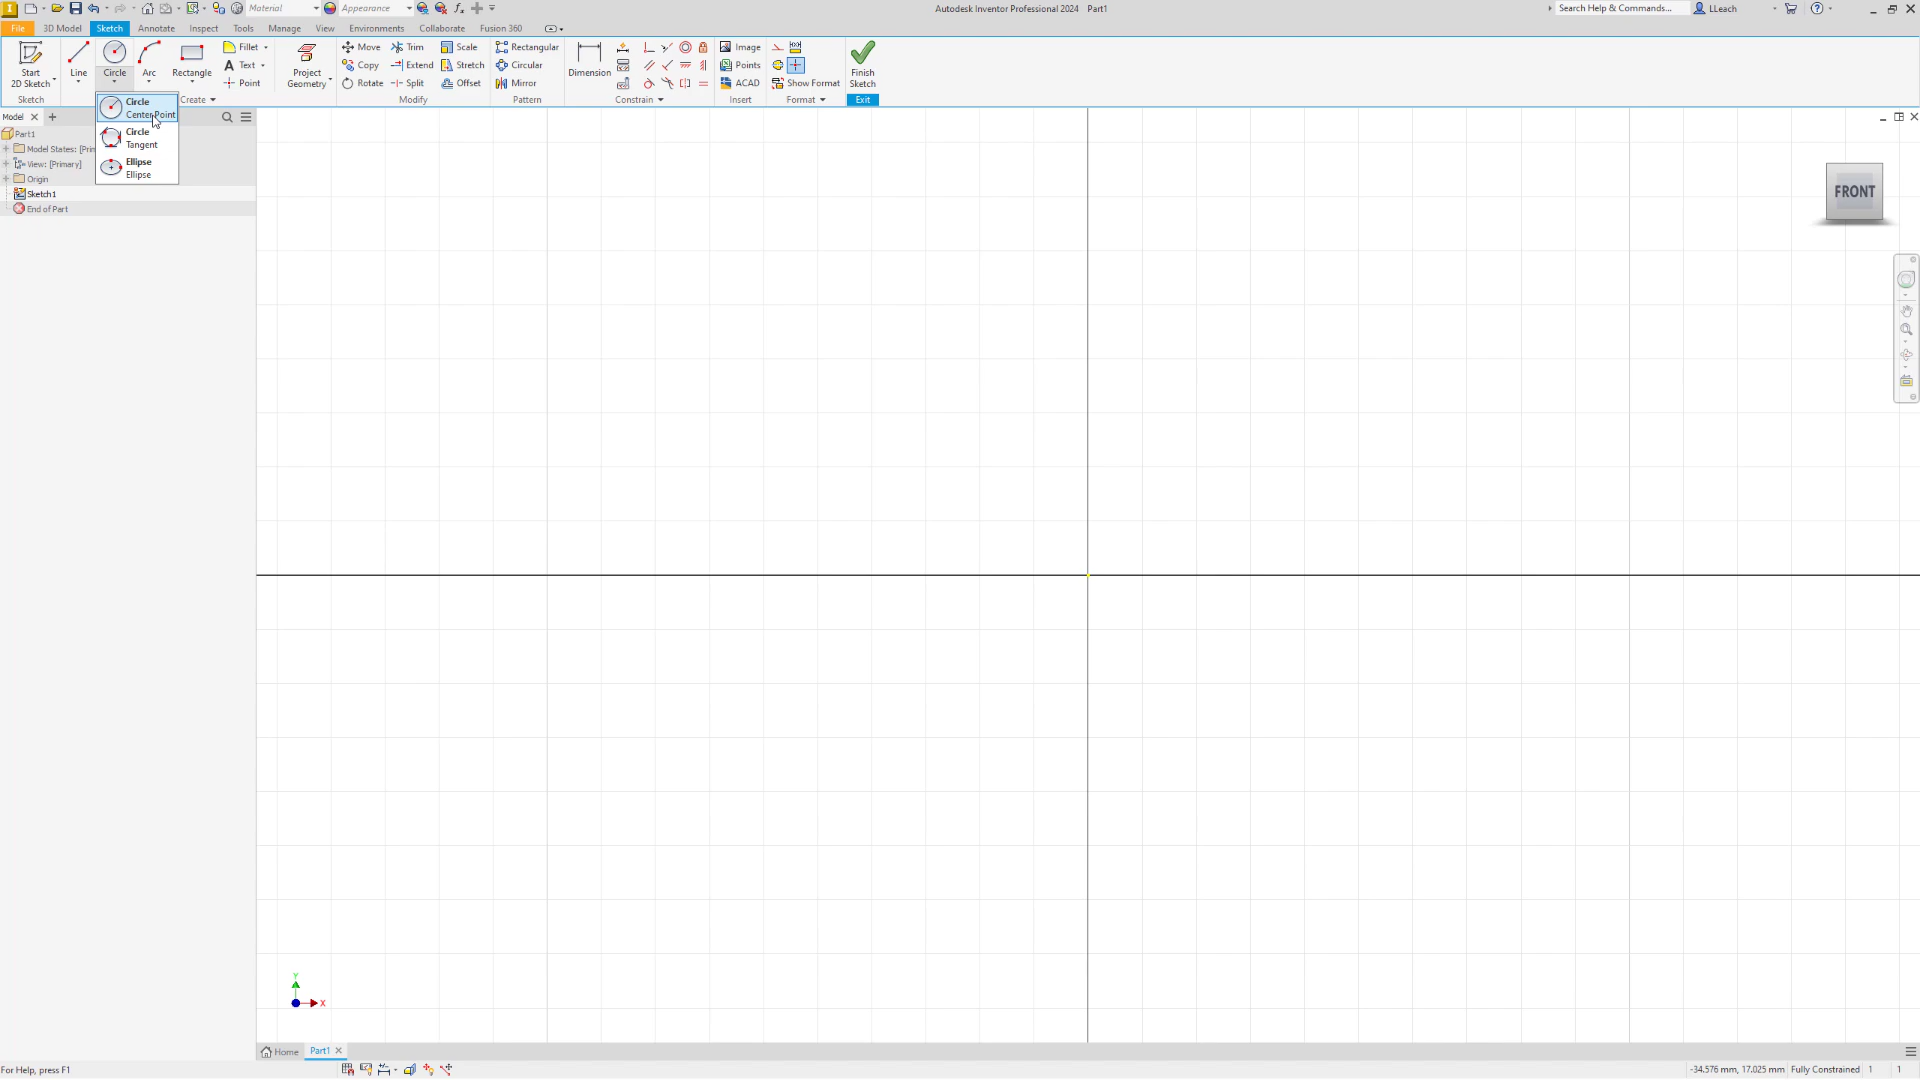 Material
Appearance
Autodesk Inventor Professional 2024 Part1
Search Help & Commands...
LLeach
File 3D Model Sketch Annotate Inspect Tools Manage View Environments Collaborate Fusion 360
Start
2D Sketch
Line
Circle
Arc
Rectangle
Fillet
Text
Point
Project
Geometry
Move
Copy
Rotate
Trim
Extend
Split
Scale
Stretch
Offset
Rectangular
Circular
Mirror
Dimension
Image
Points
ACAD
Show Format
Finish
Sketch
Sketch Create Modify Pattern Constrain Insert Format Exit
Circle
Center Point
Circle
Tangent
Ellipse
Ellipse
Model
Part1
Model States: [Prim
View: [Primary]
Origin
Sketch1
End of Part
FRONT
Y
X
Home Part1
For Help, press F1
-34.576 mm, 17.025 mm Fully Constrained 1 1